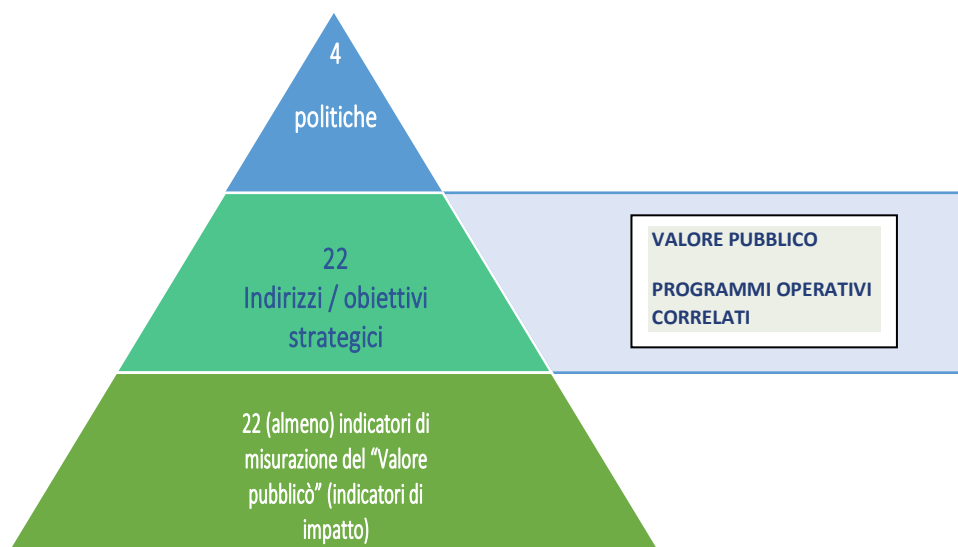 4
politiche
22
Indirizzi / obiettivi
strategici
VALORE PUBBLICO
PROGRAMMI OPERATIVI
CORRELATI
22 (almeno) indicatori di
misurazione del “Valore
pubblicò” (indicatori di
impatto)